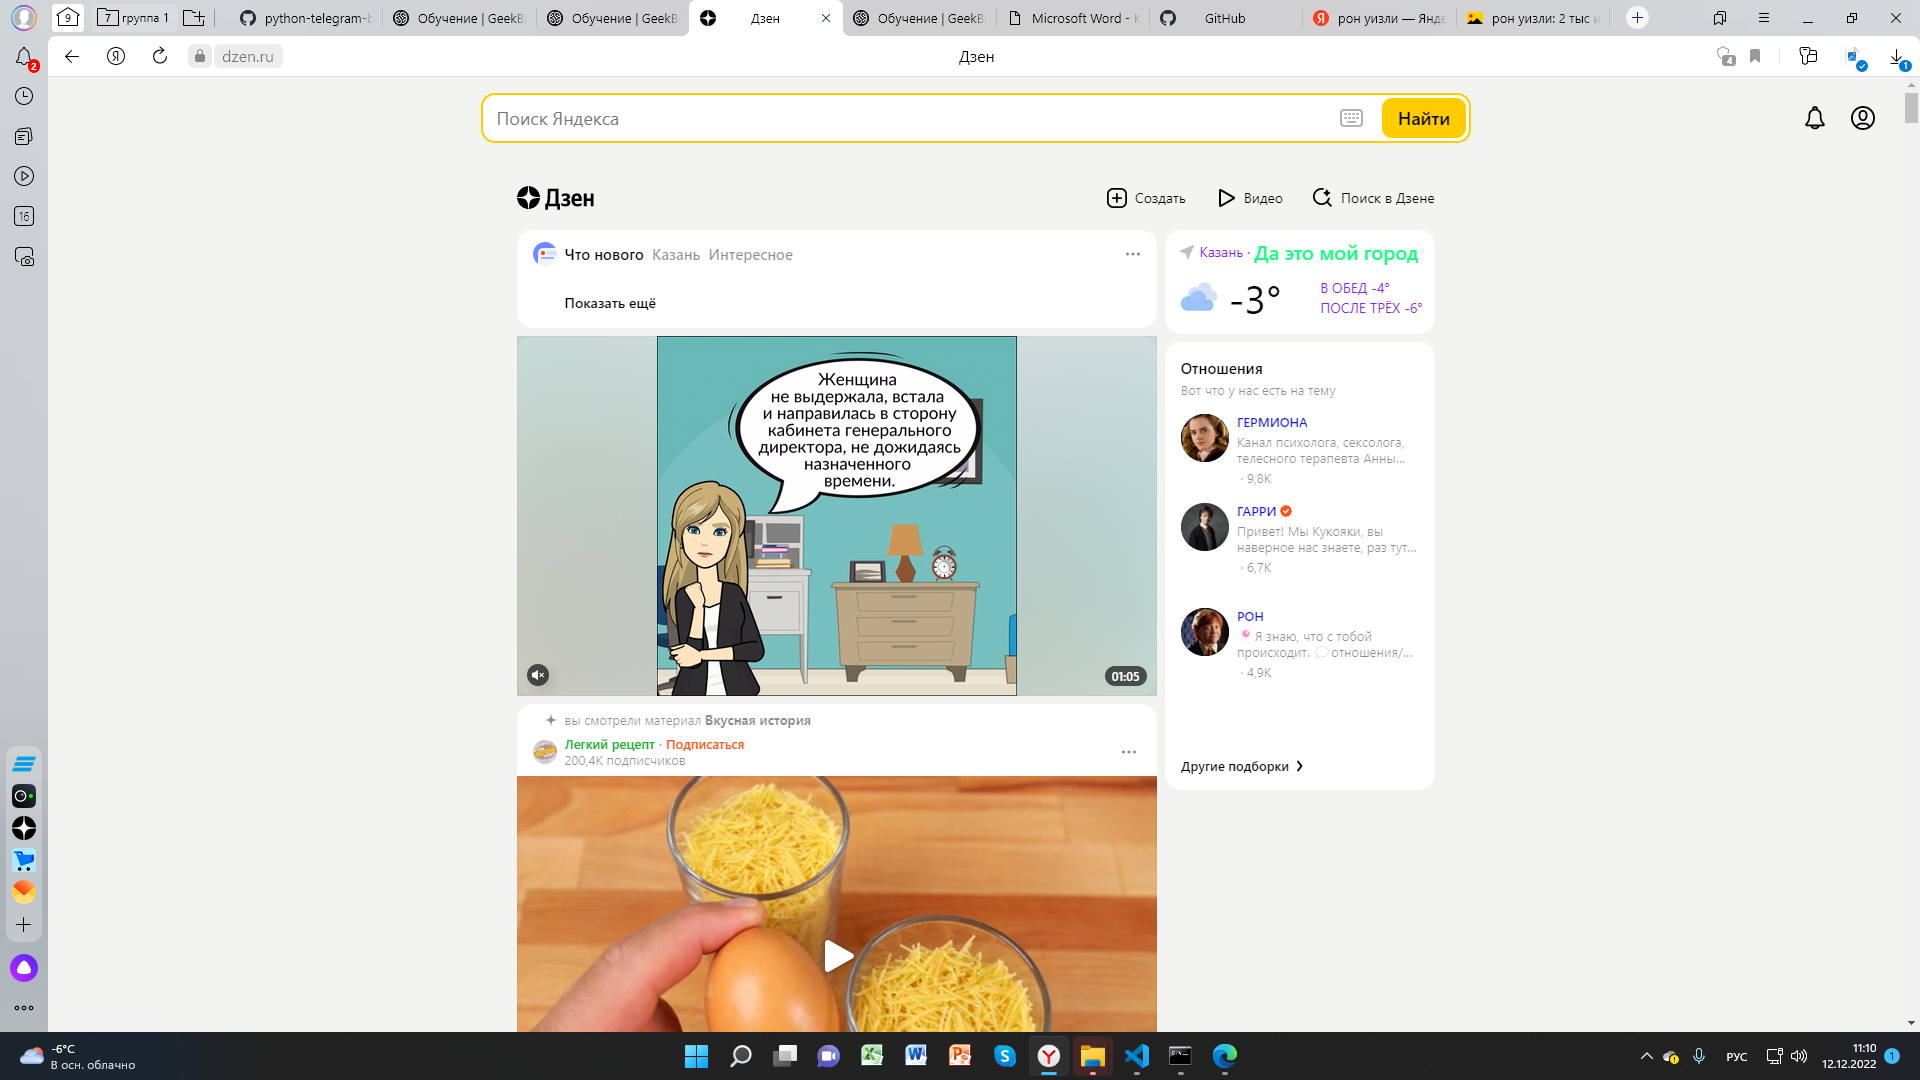 9
7 группа 1
python-telegram-b
Обучение | GeekB
Обучение | GeekB
Дзен
Обучение | GeekB
Microsoft Word - К
GitHub
рон уизли — Янде
рон уизли: 2 тыс и
2
Я
dzen.ru
Дзен
4
1
16
Поиск Яндекса
Найти
Дзен
Создать
Видео
Поиск в Дзене
Что нового Казань Интересное
Показать ещё
Казань · Да это мой город
-3°
В ОБЕД -4°
ПОСЛЕ ТРЁХ -6°
Женщина
не выдержала, встала
и направилась в сторону
кабинета генерального
директора, не дожидаясь
назначенного
времени.
01:05
Отношения
Вот что у нас есть на тему
ГЕРМИОНА
Канал психолога, сексолога,
телесного терапевта Анны...
· 9,8K
ГАРРИ
Привет! Мы Кукояки, вы
наверное нас знаете, раз тут...
· 6,7K
РОН
Я знаю, что с тобой
происходит. отношения/...
· 4,9K
Другие подборки
вы смотрели материал Вкусная история
Легкий рецепт · Подписаться
200,4K подписчиков
-6°C
В осн. облачно
РУС
11:10
12.12.2022
1